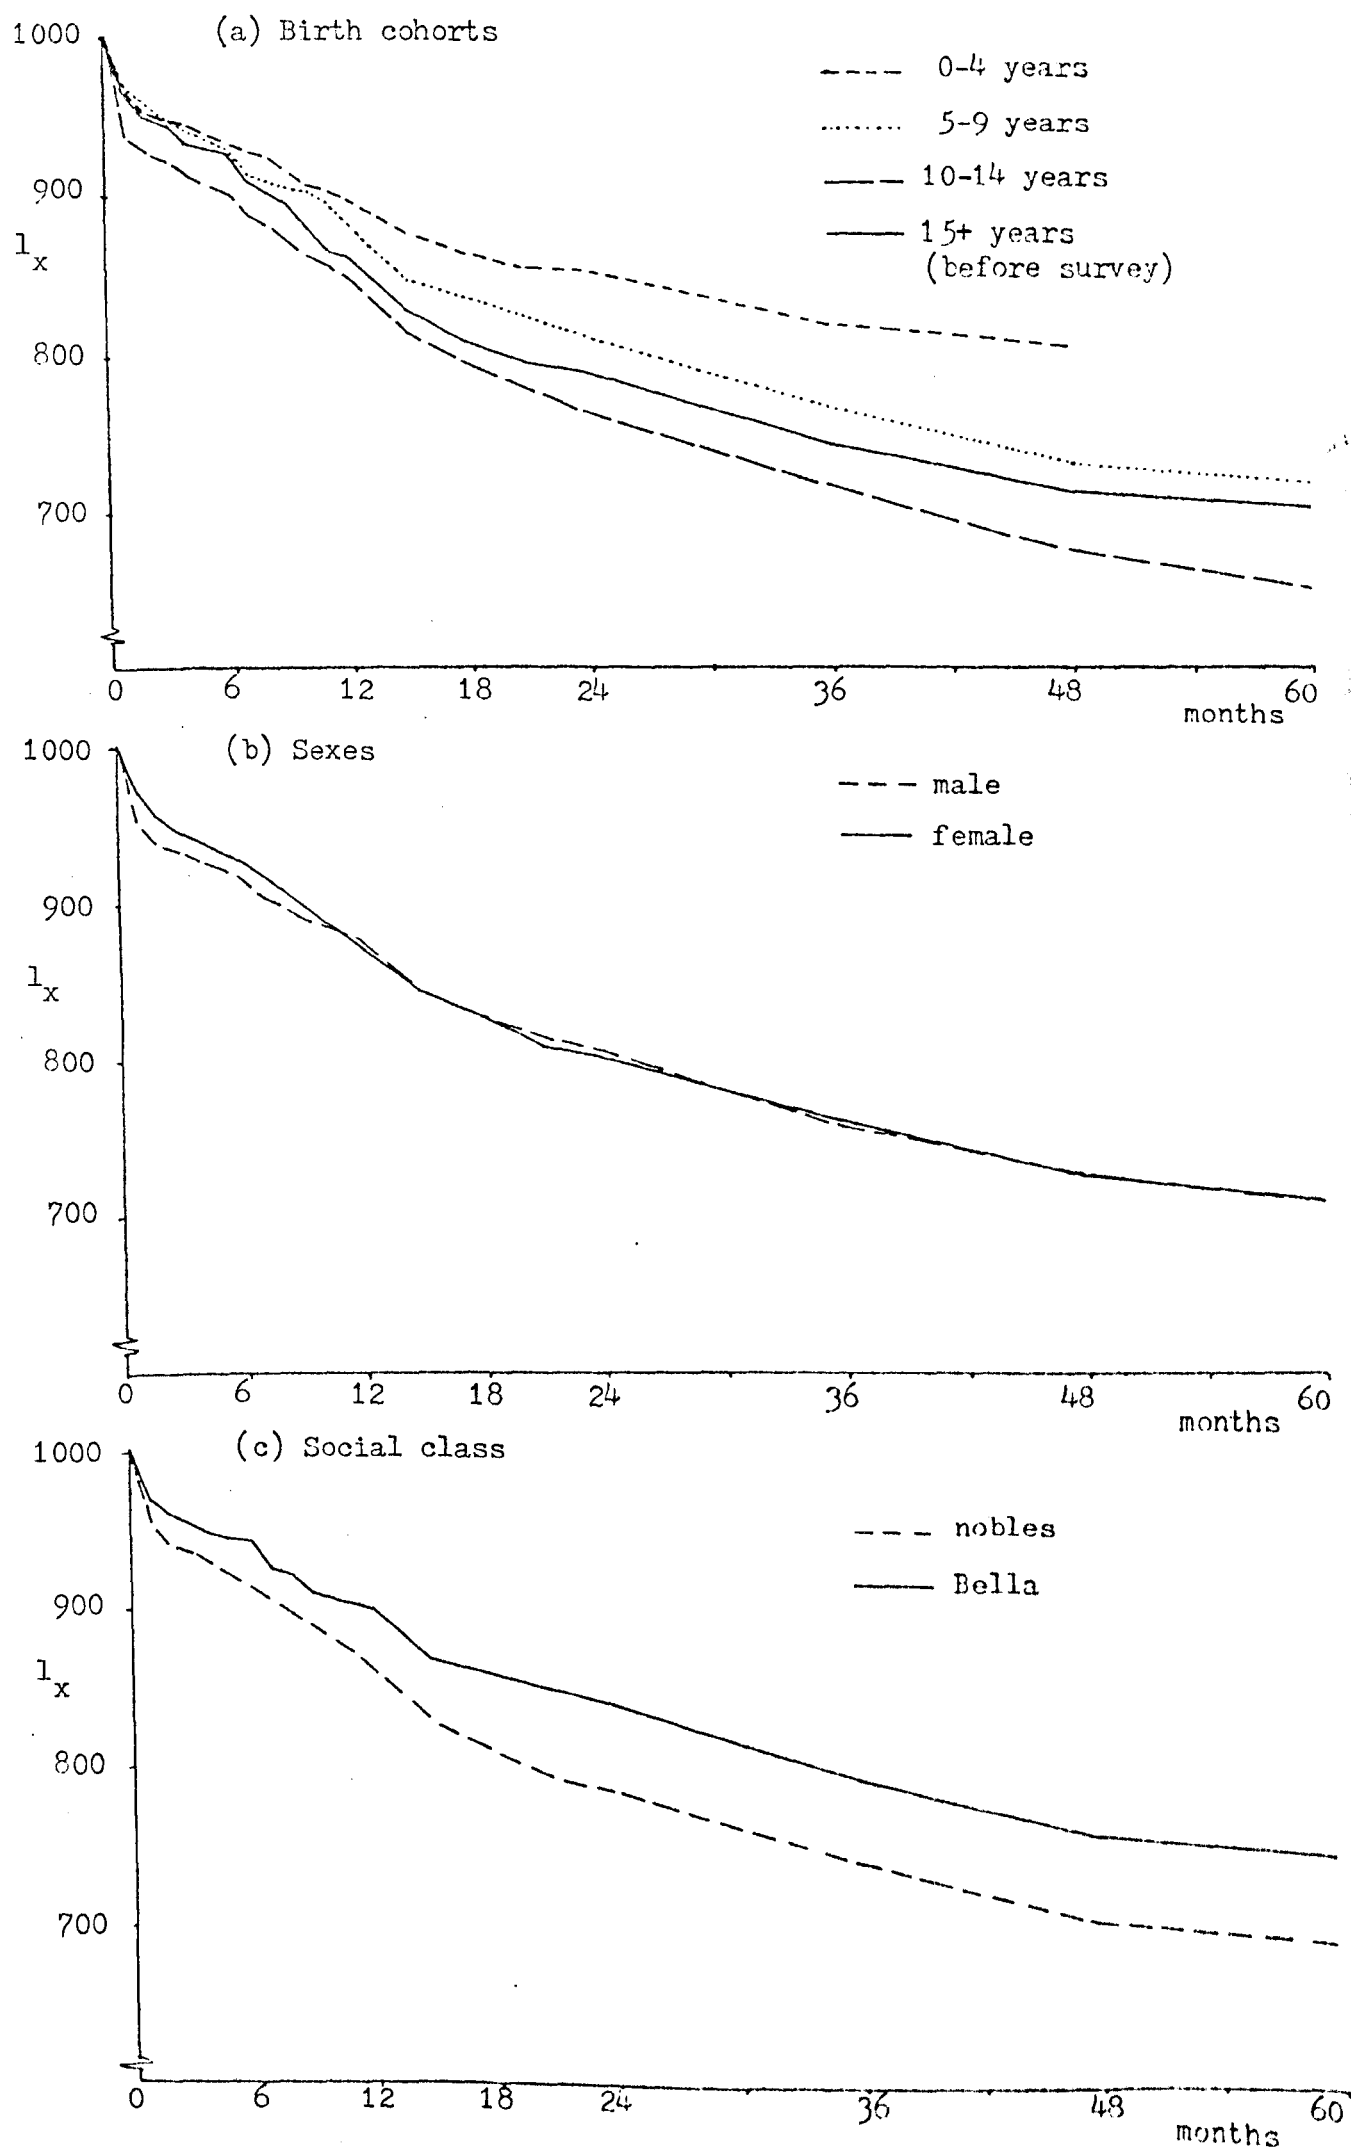 (a) Birth cohorts
1000
900
l
x
800
700
0-4 years
5-9 years
10-14 years
15+ years
(before survey)
0 6 12 18 24 36 48 60
months
(b) Sexes
1000
900
l
x
800
700
male
female
0 6 12 18 24 36 48 60
months
(c) Social class
1000
900
l
x
800
700
nobles
Bella
0 6 12 18 24 36 48 60
months